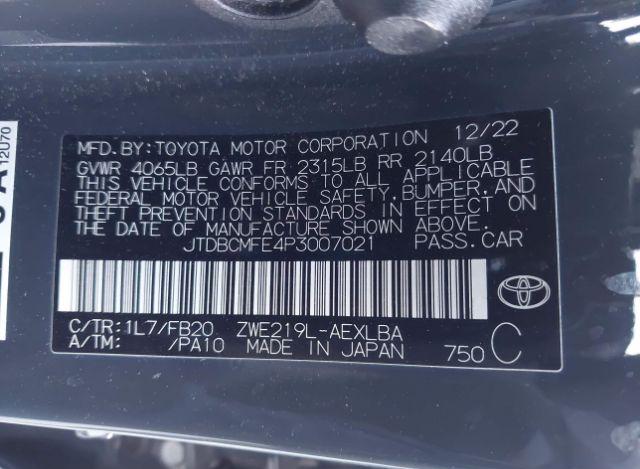 MFD. BY: TOYOTA MOTOR CORPORATION 12/22
GVWR 4065LB GAWR FR 2315LB RR 2140LB
THIS VEHICLE CONFORMS TO ALL APPLICABLE
FEDERAL MOTOR VEHICLE SAFETY, BUMPER, AND
THEFT PREVENTION STANDARDS IN EFFECT ON
THE DATE OF MANUFACTURE SHOWN ABOVE.
JTDBCMFE4P3007021 PASS. CAR
C/TR: 1L7/FB20 ZWE219L-AEXLBA
A/TM: /PA10 MADE IN JAPAN 750 C
12U70